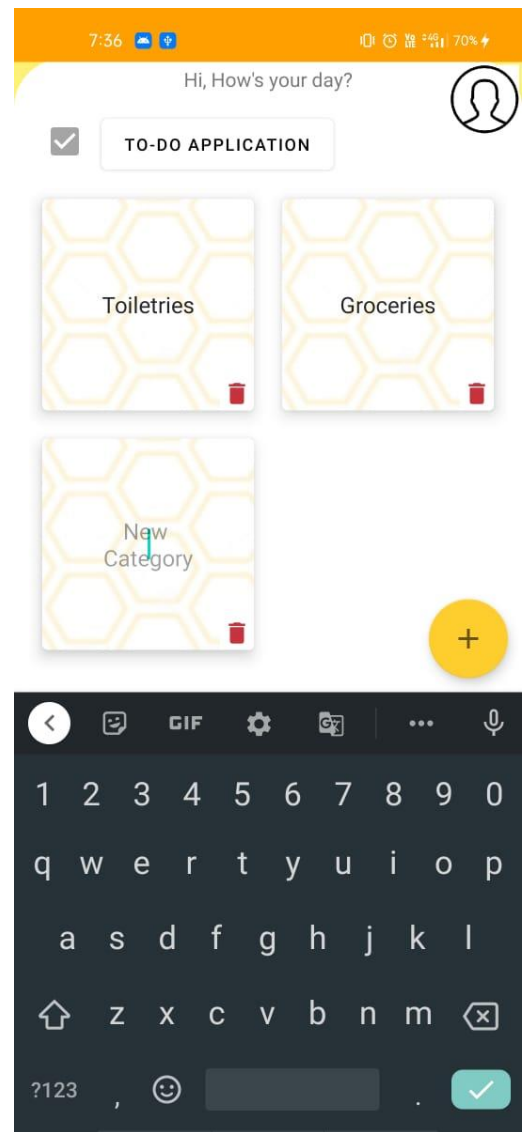 7:36
70%
Hi, How's your day?
TO-DO APPLICATION
Toiletries
Groceries
New
Category
+
GIF
1 2 3 4 5 6 7 8 9 0
q w e r t y u i o p
a s d f g h j k l
z x c v b n m
?123 , .